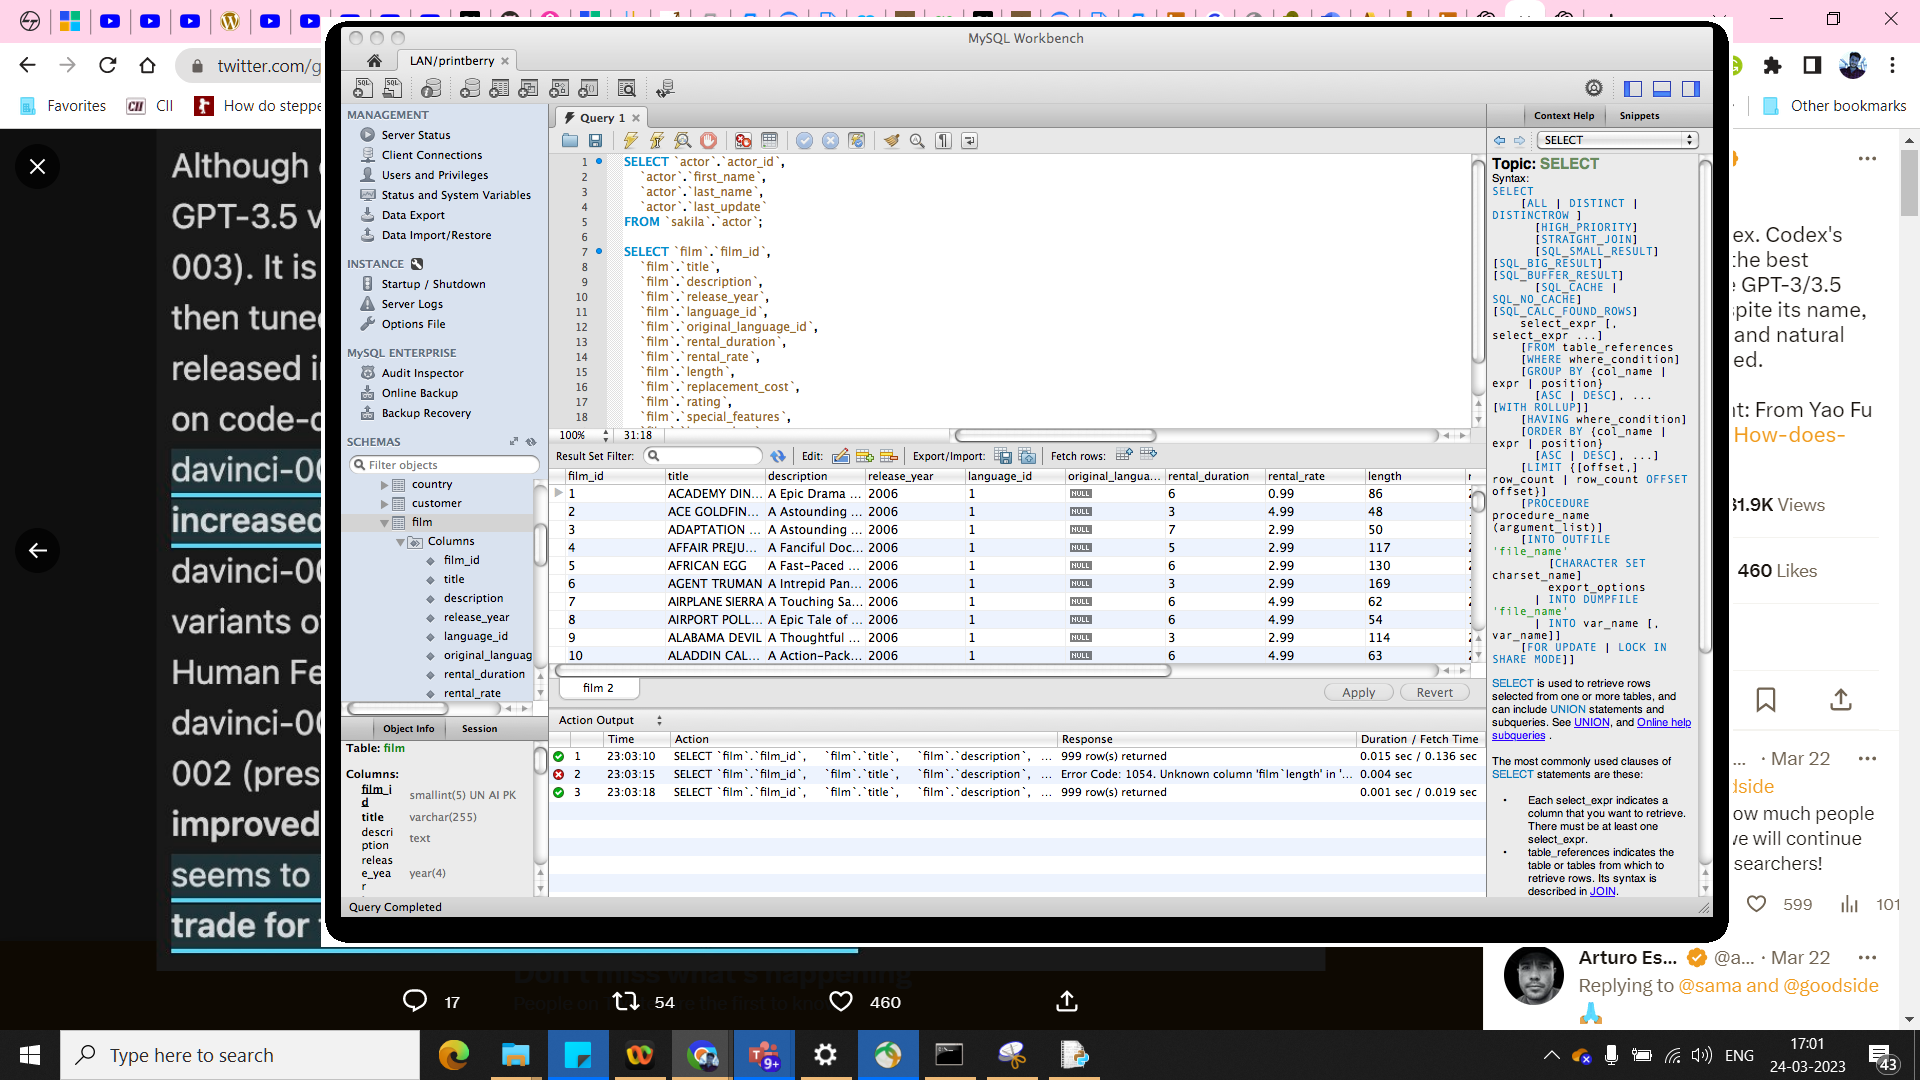 twitter.com/g
Favorites
CII
CII
How do steppe
Other bookmarks
Although
GPT-3.5 v
003). It is
then tuned
released i
on code-c
davinci-00
increased
davinci-00
variants o
Human Fe
davinci-00
002 (pres
improved
seems to
trade for
17
54
460
MySQL Workbench
LAN/printberry
MANAGEMENT
Server Status
Client Connections
Users and Privileges
Status and System Variables
Data Export
Data Import/Restore
INSTANCE
Startup / Shutdown
Server Logs
Options File
MySQL ENTERPRISE
Audit Inspector
Online Backup
Backup Recovery
SCHEMAS
Filter objects
country
customer
film
Columns
film_id
title
description
release_year
language_id
original_languag
rental_duration
rental_rate
Object Info
Session
Table: film
Columns:
film_i
d
smallint(5) UN AI PK
title
varchar(255)
descri
ption
text
releas
e_yea
r
year(4)
Query Completed
Query 1
1 SELECT `actor`.`actor_id`,
2 `actor`.`first_name`,
3 `actor`.`last_name`,
4 `actor`.`last_update`
5 FROM `sakila`.`actor`;
6
7 SELECT `film`.`film_id`,
8 `film`.`title`,
9 `film`.`description`,
10 `film`.`release_year`,
11 `film`.`language_id`,
12 `film`.`original_language_id`,
13 `film`.`rental_duration`,
14 `film`.`rental_rate`,
15 `film`.`length`,
16 `film`.`replacement_cost`,
17 `film`.`rating`,
18 `film`.`special_features`,
100%
31:18
Result Set Filter:
Edit:
Export/Import:
Fetch rows:
film_id title description release_year language_id original_langua... rental_duration rental_rate length
1 ACADEMY DIN... A Epic Drama ... 2006 1 NULL 6 0.99 86
2 ACE GOLDFIN... A Astounding ... 2006 1 NULL 3 4.99 48
3 ADAPTATION ... A Astounding ... 2006 1 NULL 7 2.99 50
4 AFFAIR PREJU... A Fanciful Doc... 2006 1 NULL 5 2.99 117
5 AFRICAN EGG A Fast-Paced ... 2006 1 NULL 6 2.99 130
6 AGENT TRUMAN A Intrepid Pan... 2006 1 NULL 3 2.99 169
7 AIRPLANE SIERRA A Touching Sa... 2006 1 NULL 6 4.99 62
8 AIRPORT POLL... A Epic Tale of ... 2006 1 NULL 6 4.99 54
9 ALABAMA DEVIL A Thoughtful ... 2006 1 NULL 3 2.99 114
10 ALADDIN CAL... A Action-Pack... 2006 1 NULL 6 4.99 63
film 2
Apply
Revert
Action Output
Time Action Response Duration / Fetch Time
1 23:03:10 SELECT `film`.`film_id`, `film`.`title`, `film`.`description`, ... 999 row(s) returned 0.015 sec / 0.136 sec
2 23:03:15 SELECT `film`.`film_id`, `film`.`title`, `film`.`description`, ... Error Code: 1054. Unknown column 'film`length' in '... 0.004 sec
3 23:03:18 SELECT `film`.`film_id`, `film`.`title`, `film`.`description`, ... 999 row(s) returned 0.001 sec / 0.019 sec
Context Help
Snippets
SELECT
Topic: SELECT
Syntax:
SELECT
[ALL | DISTINCT |
DISTINCTROW ]
[HIGH_PRIORITY]
[STRAIGHT_JOIN]
[SQL_SMALL_RESULT]
[SQL_BIG_RESULT]
[SQL_BUFFER_RESULT]
[SQL_CACHE |
SQL_NO_CACHE]
[SQL_CALC_FOUND_ROWS]
select_expr [,
select_expr ...]
[FROM table_references
[WHERE where_condition]
[GROUP BY {col_name |
expr | position}
[ASC | DESC], ...
[WITH ROLLUP]]
[HAVING where_condition]
[ORDER BY {col_name |
expr | position}
[ASC | DESC], ...]
[LIMIT {[offset,]
row_count | row_count OFFSET
offset}]
[PROCEDURE
procedure_name
(argument_list)]
[INTO OUTFILE
'file_name'
[CHARACTER SET
charset_name]
export_options
| INTO DUMPFILE
'file_name'
| INTO var_name [,
var_name]]
[FOR UPDATE | LOCK IN
SHARE MODE]]
SELECT is used to retrieve rows
selected from one or more tables, and
can include UNION statements and
subqueries. See UNION, and Online help
subqueries .
The most commonly used clauses of
SELECT statements are these:
• Each select_expr indicates a
column that you want to retrieve.
There must be at least one
select_expr.
• table_references indicates the
table or tables from which to
retrieve rows. Its syntax is
described in JOIN.
ex. Codex's
the best
e GPT-3/3.5
spite its name,
and natural
ed.
nt: From Yao Fu
How-does-
31.9K Views
460 Likes
... · Mar 22
dside
ow much people
we will continue
searchers!
599
101
Arturo Es... @a... · Mar 22
Replying to @sama and @goodside
Don't miss what's happening
Type here to search
9+
ENG
17:01
24-03-2023
43